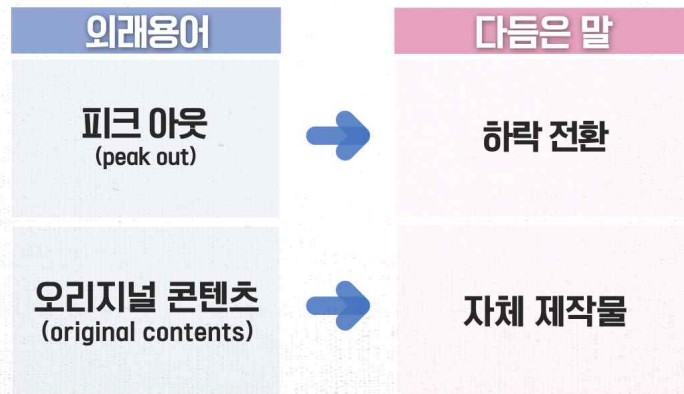 외래용어
다듬은 말
피크 아웃
(peak out)
하락 전환
오리지널 콘텐츠
(original contents)
자체 제작물